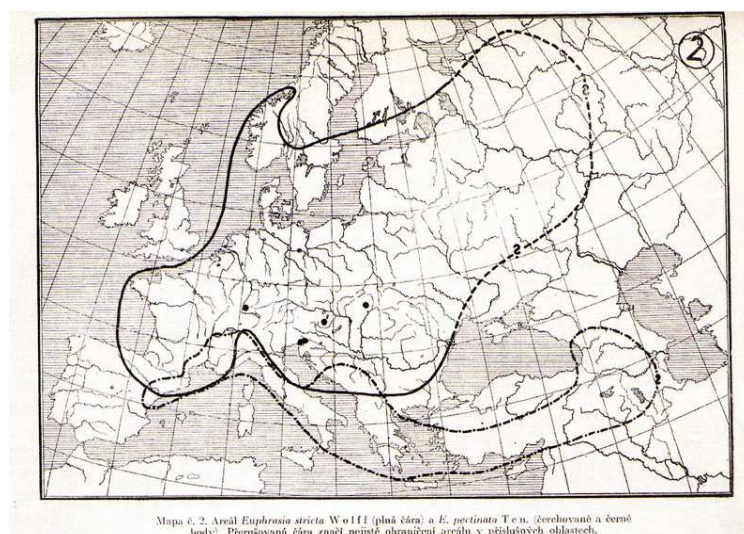 2
Mapa č. 2. Areál Euphrasia stricta Wolff (plná čára) a E. pectinata Ten. (čerchovaně a černé
body). Přerušovaná čára značí nejisté ohraničení areálu v příslušných oblastech.